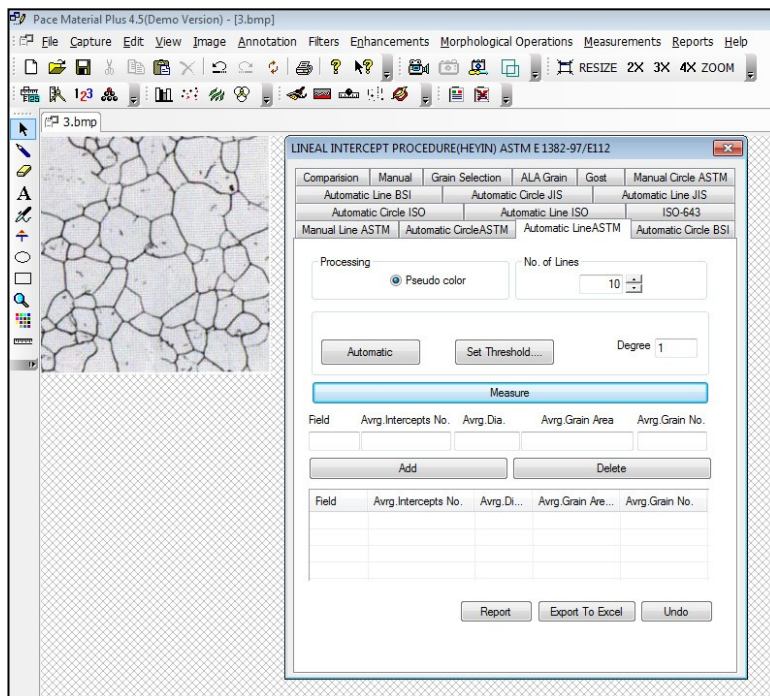 Pace Material Plus 4.5(Demo Version) - [3.bmp]
File Capture Edit View Image Annotation Filters Enhancements Morphological Operations Measurements Reports Help
RESIZE 2X 3X 4X ZOOM
123
3.bmp
A
LINEAL INTERCEPT PROCEDURE(HEYIN) ASTM E 1382-97/E112
Comparision Manual Grain Selection ALA Grain Gost Manual Circle ASTM
Automatic Line BSI Automatic Circle JIS Automatic Line JIS
Automatic Circle ISO Automatic Line ISO ISO-643
Manual Line ASTM Automatic CircleASTM Automatic LineASTM Automatic Circle BSI
Processing No. of Lines
Pseudo color 10
Automatic Set Threshold.... Degree 1
Measure
Field Avrg.Intercepts No. Avrg.Dia. Avrg.Grain Area Avrg.Grain No.
Add Delete
Field Avrg.Intercepts No. Avrg.Di... Avrg.Grain Are... Avrg.Grain No.
Report Export To Excel Undo